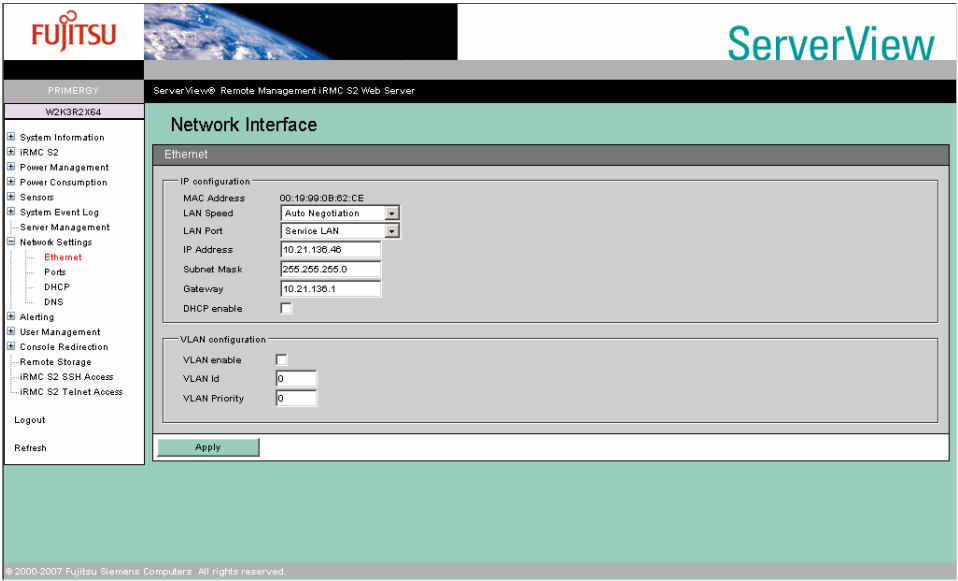 FUJITSU
ServerView
PRIMERGY
ServerView® Remote Management iRMC S2 Web Server
W2K3R2X64
System Information
iRMC S2
Power Management
Power Consumption
Sensors
System Event Log
Server Management
Network Settings
Ethernet
Ports
DHCP
DNS
Alerting
User Management
Console Redirection
Remote Storage
iRMC S2 SSH Access
iRMC S2 Telnet Access
Logout
Refresh
Network Interface
Ethernet
IP configuration
MAC Address 00:19:99:0B:62:CE
LAN Speed Auto Negotiation
LAN Port Service LAN
IP Address 10.21.136.46
Subnet Mask 255.255.255.0
Gateway 10.21.136.1
DHCP enable
VLAN configuration
VLAN enable
VLAN Id 0
VLAN Priority 0
Apply
© 2000-2007 Fujitsu Siemens Computers All rights reserved.